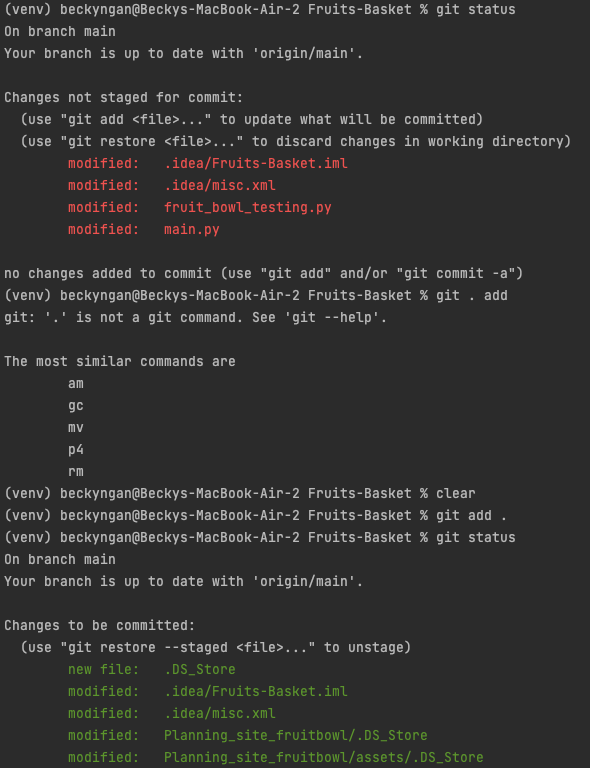 (venv) beckyngan@Beckys-MacBook-Air-2 Fruits-Basket % git status
On branch main
Your branch is up to date with 'origin/main'.

Changes not staged for commit:
  (use "git add <file>..." to update what will be committed)
  (use "git restore <file>..." to discard changes in working directory)
        modified:   .idea/Fruits-Basket.iml
        modified:   .idea/misc.xml
        modified:   fruit_bowl_testing.py
        modified:   main.py

no changes added to commit (use "git add" and/or "git commit -a")
(venv) beckyngan@Beckys-MacBook-Air-2 Fruits-Basket % git . add
git: '.' is not a git command. See 'git --help'.

The most similar commands are
        am
        gc
        mv
        p4
        rm
(venv) beckyngan@Beckys-MacBook-Air-2 Fruits-Basket % clear
(venv) beckyngan@Beckys-MacBook-Air-2 Fruits-Basket % git add .
(venv) beckyngan@Beckys-MacBook-Air-2 Fruits-Basket % git status
On branch main
Your branch is up to date with 'origin/main'.

Changes to be committed:
  (use "git restore --staged <file>..." to unstage)
        new file:   .DS_Store
        modified:   .idea/Fruits-Basket.iml
        modified:   .idea/misc.xml
        modified:   Planning_site_fruitbowl/.DS_Store
        modified:   Planning_site_fruitbowl/assets/.DS_Store